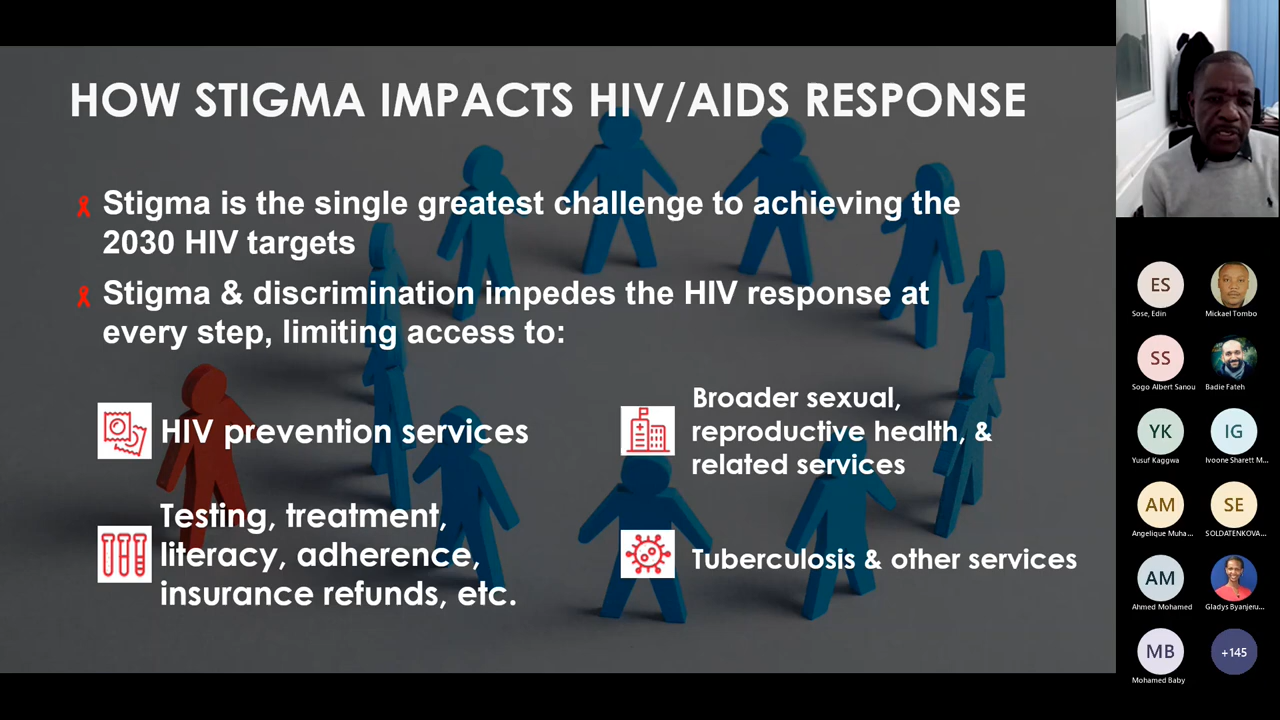 HOW STIGMA IMPACTS HIV/AIDS RESPONSE
Stigma is the single greatest challenge to achieving the
2030 HIV targets
Stigma & discrimination impedes the HIV response at
every step, limiting access to:
HIV prevention services
Testing, treatment,
literacy, adherence,
insurance refunds, etc.
Broader sexual,
reproductive health, &
related services
Tuberculosis & other services
ES
Sose, Edin
Mickael Tombo
SS
Sogo Albert Sanou
Badie Fateh
YK
Yusuf Kaggwa
IG
Ivoone Sharett M...
AM
Angelique Muha...
SE
SOLDATENKOVA...
AM
Ahmed Mohamed
Gladys Byanjeru...
MB
Mohamed Baby
+145